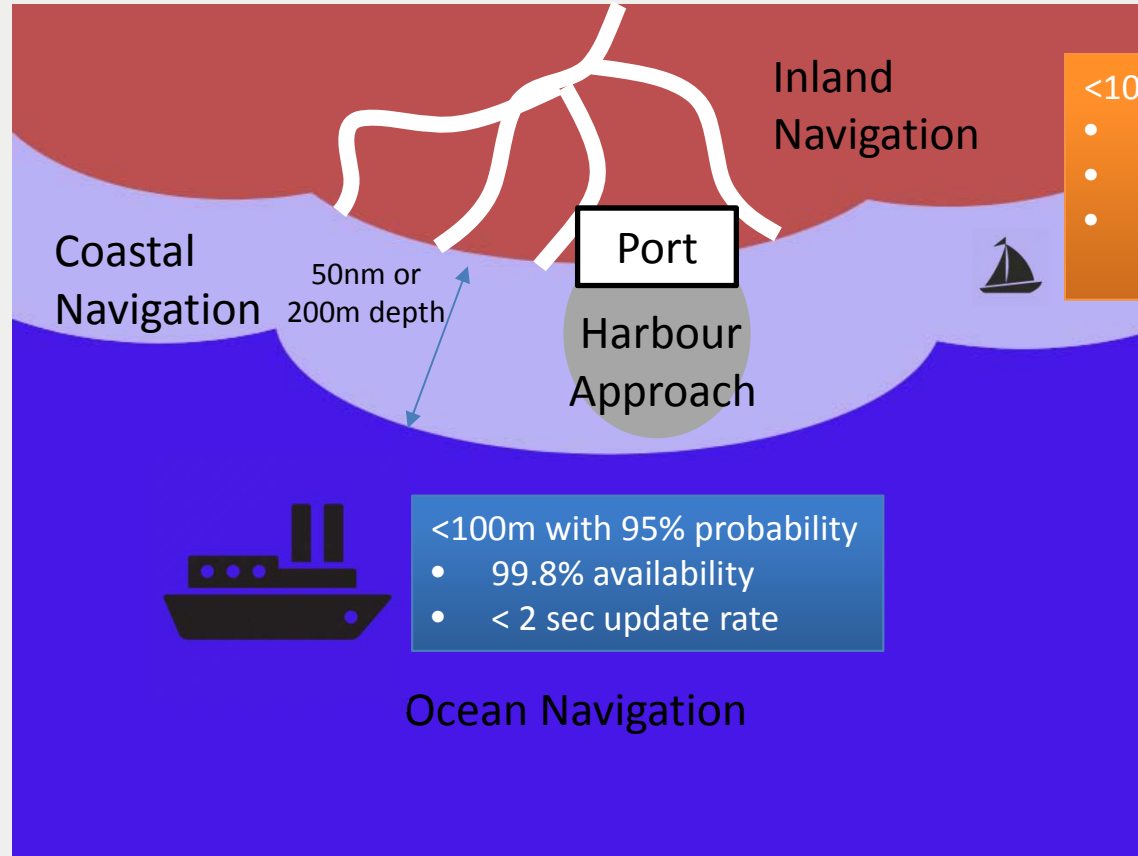 Inland
Navigation
<10
•
•
•
Coastal
Navigation
50nm or
200m depth
Port
Harbour
Approach
<100m with 95% probability
• 99.8% availability
• < 2 sec update rate
Ocean Navigation